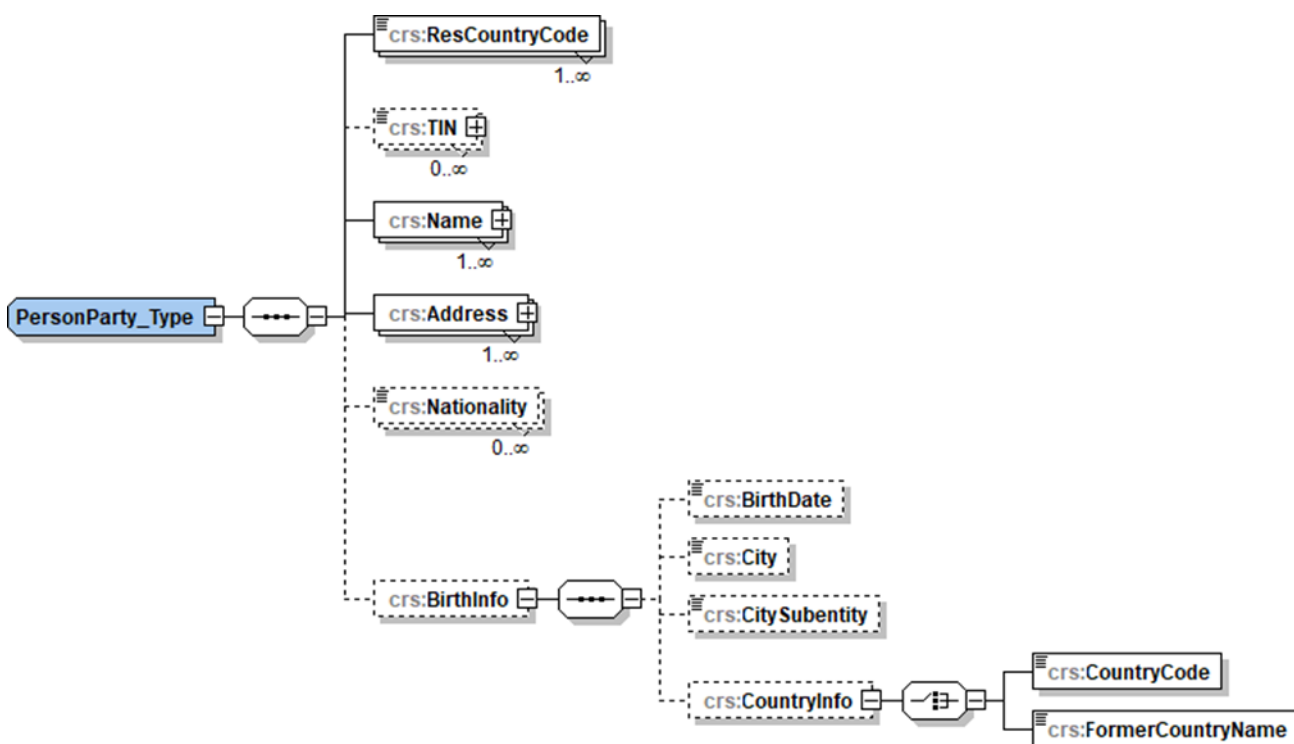 crs:ResCountryCode
1..∞
crs:TIN
0..∞
crs:Name
1..∞
PersonParty_Type
crs:Address
1..∞
crs:Nationality
0..∞
crs:BirthInfo
crs:BirthDate
crs:City
crs:CitySubentity
crs:CountryInfo
crs:CountryCode
crs:FormerCountryName